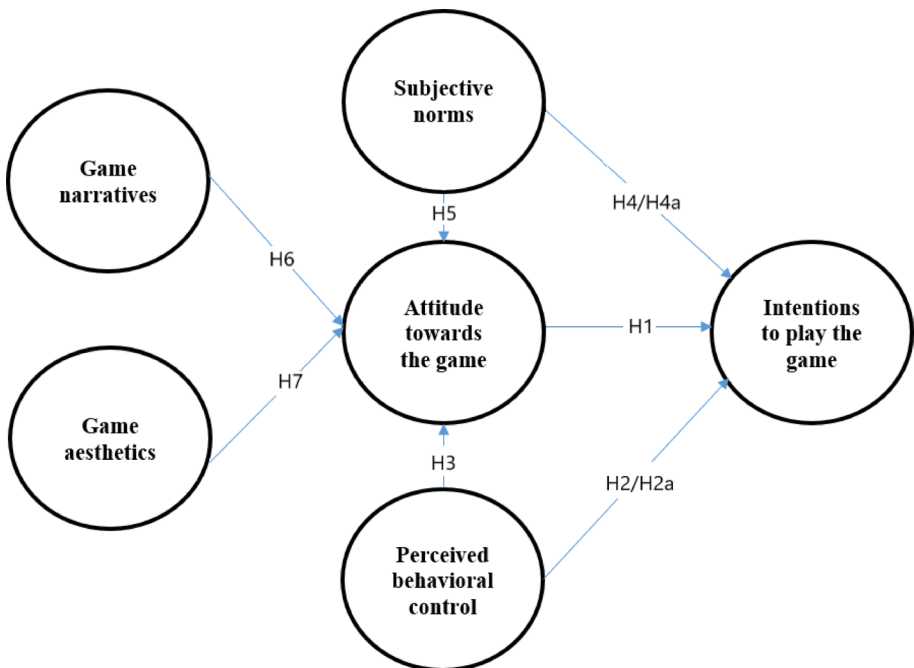 Subjective
norms
Game
narratives
H4/H4a
H5
H6
Attitude
towards
the game
Intentions
to play the
game
H1
H7
Game
aesthetics
H3
H2/H2a
Perceived
behavioral
control